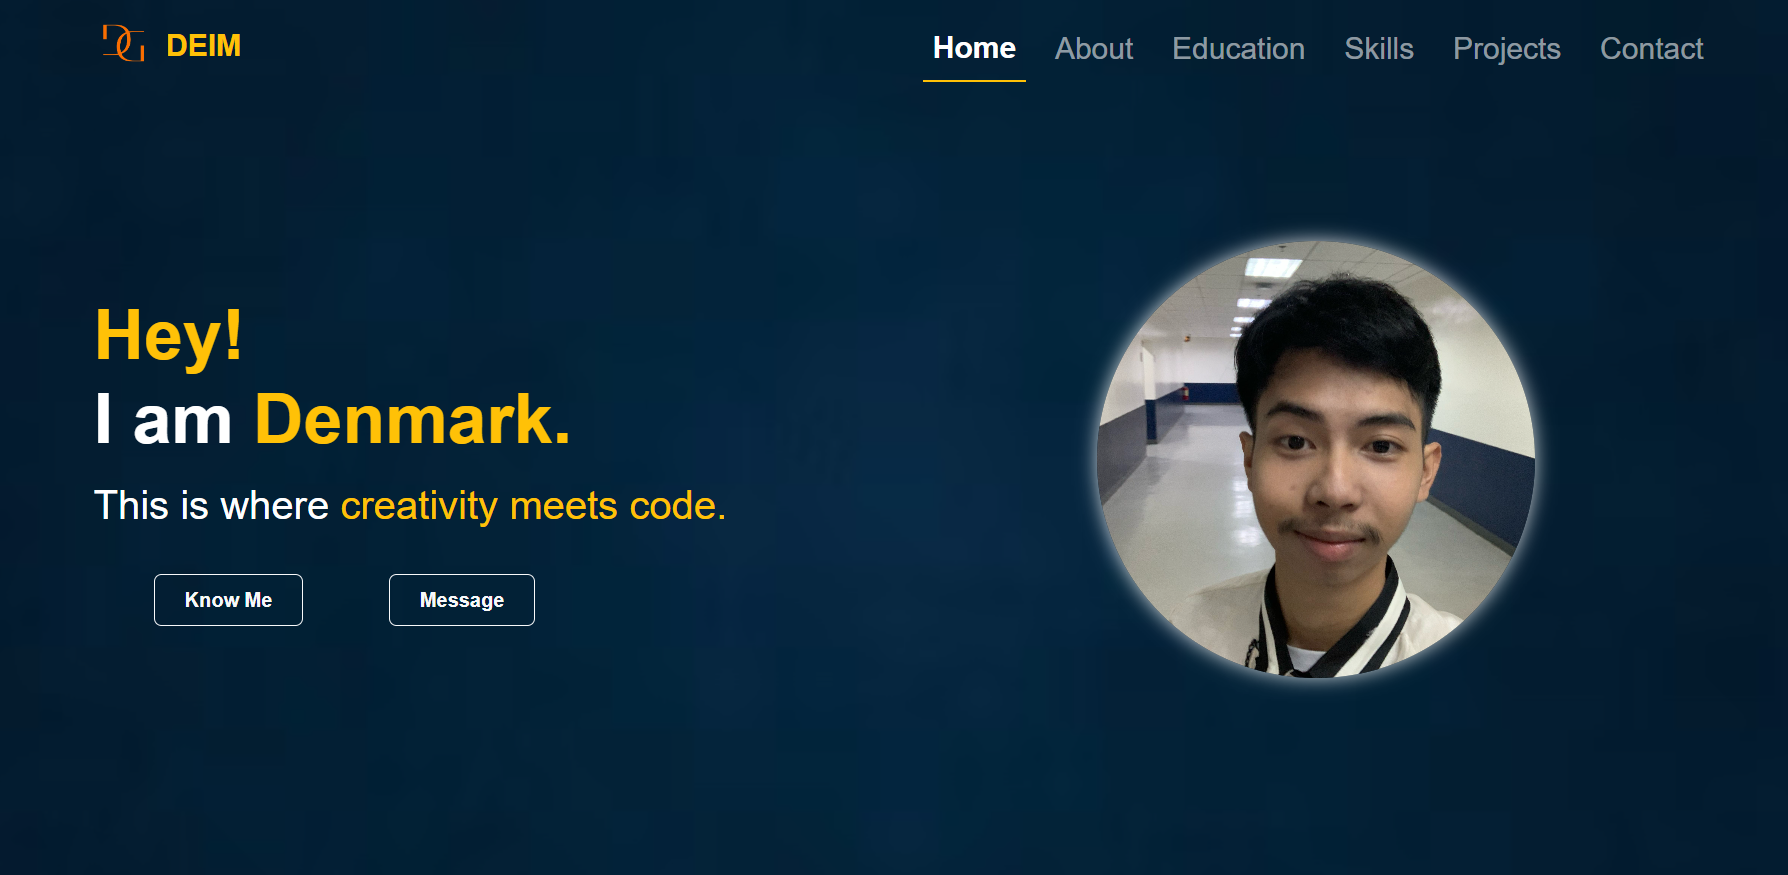 DG DEIM
Home About Education Skills Projects Contact
Hey!
I am Denmark.
This is where creativity meets code.
Know Me Message